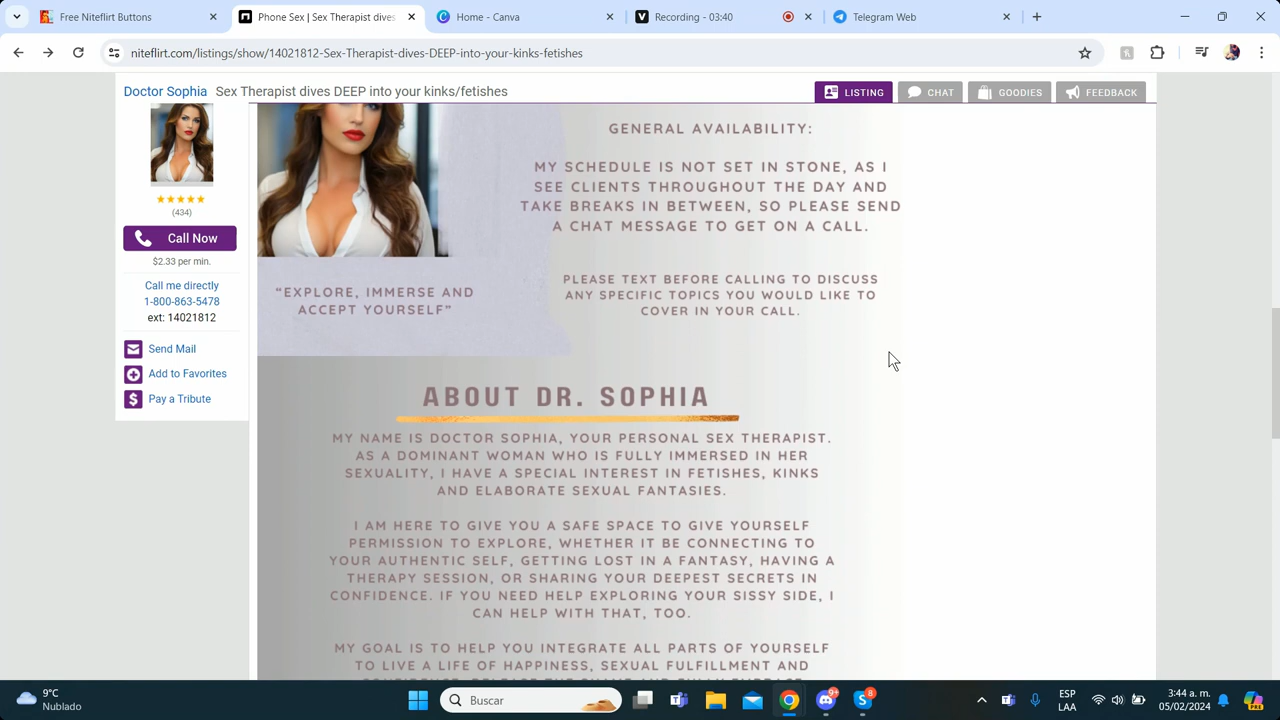 Free Niteflirt Buttons
Phone Sex | Sex Therapist dives
Home - Canva
Recording - 03:40
Telegram Web
niteflirt.com/listings/show/14021812-Sex-Therapist-dives-DEEP-into-your-kinks-fetishes
Doctor Sophia Sex Therapist dives DEEP into your kinks/fetishes
LISTING
CHAT
GOODIES
FEEDBACK
(434)
Call Now
$2.33 per min.
Call me directly
1-800-863-5478
ext: 14021812
Send Mail
Add to Favorites
Pay a Tribute
GENERAL AVAILABILITY:
MY SCHEDULE IS NOT SET IN STONE, AS I
SEE CLIENTS THROUGHOUT THE DAY AND
TAKE BREAKS IN BETWEEN, SO PLEASE SEND
A CHAT MESSAGE TO GET ON A CALL.
PLEASE TEXT BEFORE CALLING TO DISCUSS
ANY SPECIFIC TOPICS YOU WOULD LIKE TO
COVER IN YOUR CALL.
“EXPLORE, IMMERSE AND
ACCEPT YOURSELF”
ABOUT DR. SOPHIA
MY NAME IS DOCTOR SOPHIA, YOUR PERSONAL SEX THERAPIST.
AS A DOMINANT WOMAN WHO IS FULLY IMMERSED IN HER
SEXUALITY, I HAVE A SPECIAL INTEREST IN FETISHES, KINKS
AND ELABORATE SEXUAL FANTASIES.
I AM HERE TO GIVE YOU A SAFE SPACE TO GIVE YOURSELF
PERMISSION TO EXPLORE, WHETHER IT BE CONNECTING TO
YOUR AUTHENTIC SELF, GETTING LOST IN A FANTASY, HAVING A
THERAPY SESSION, OR SHARING YOUR DEEPEST SECRETS IN
CONFIDENCE. IF YOU NEED HELP EXPLORING YOUR SISSY SIDE, I
CAN HELP WITH THAT, TOO.
MY GOAL IS TO HELP YOU INTEGRATE ALL PARTS OF YOURSELF
TO LIVE A LIFE OF HAPPINESS, SEXUAL FULFILLMENT AND
9°C
Nublado
Buscar
9+
8
ESP
LAA
3:44 a. m.
05/02/2024